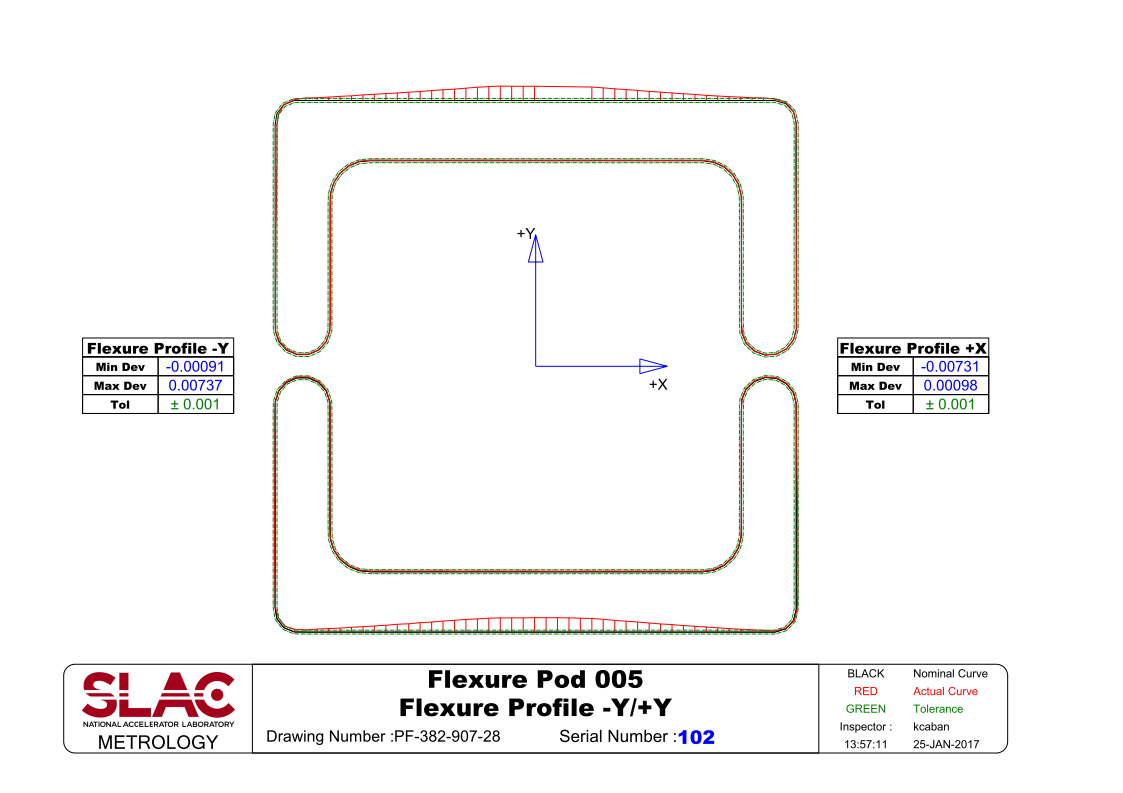 +Y
+X
Flexure Profile -Y
Min Dev -0.00091
Max Dev 0.00737
Tol ± 0.001
Flexure Profile +X
Min Dev -0.00731
Max Dev 0.00098
Tol ± 0.001
SLAC
NATIONAL ACCELERATOR LABORATORY
METROLOGY
Flexure Pod 005
Flexure Profile -Y/+Y
Drawing Number :PF-382-907-28 Serial Number :102
BLACK Nominal Curve
RED Actual Curve
GREEN Tolerance
Inspector : kcaban
13:57:11 25-JAN-2017